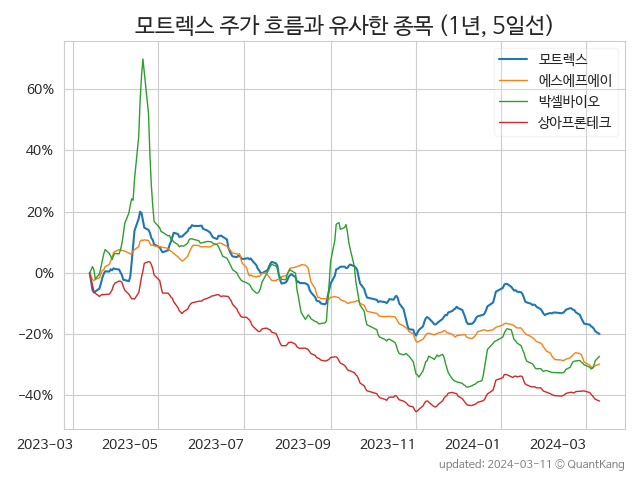 모트렉스 주가 흐름과 유사한 종목 (1년, 5일선)
모트렉스
에스에프에이
박셀바이오
상아프론테크
60%
40%
20%
0%
−20%
−40%
2023-03 2023-05 2023-07 2023-09 2023-11 2024-01 2024-03
updated: 2024-03-11 © QuantKang